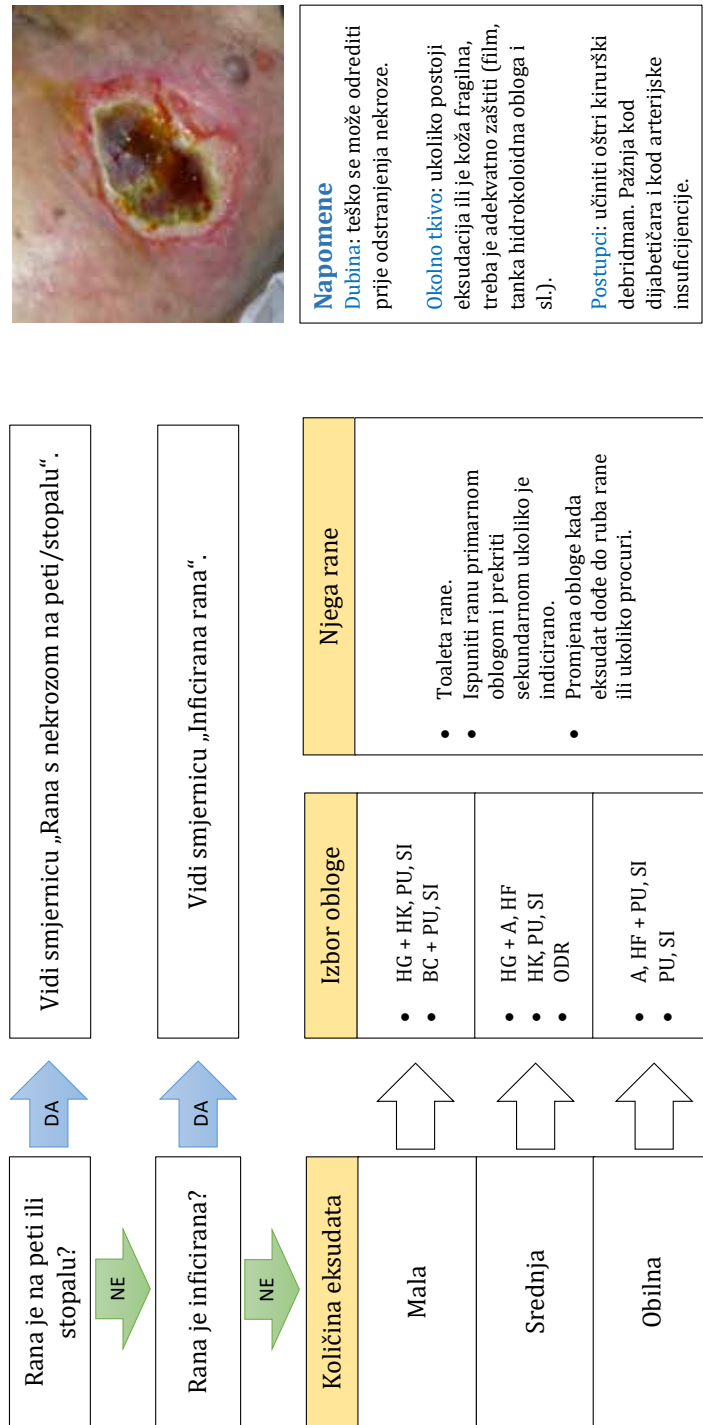 Rana je na peti ili
stopalu?
DA
Vidi smjernicu „Rana s nekrozom na peti/stopalu“.
NE
Rana je inficirana?
DA
Vidi smjernicu „Inficirana rana“.
NE
Količina eksudata
Izbor obloge
Njega rane
Mala
• HG + HK, PU, SI
• BC + PU, SI
Srednja
• HG + A, HF
• HK, PU, SI
• ODR
Obilna
• A, HF + PU, SI
• PU, SI
• Toaleta rane.
• Ispuniti ranu primarnom
oblogom i prekriti
sekundarnom ukoliko je
indicirano.
• Promjena obloge kada
eksudat dođe do ruba rane
ili ukoliko procuri.
Napomene
Dubina: teško se može odrediti
prije odstranjenja nekroze.
Okolno tkivo: ukoliko postoji
eksudacija ili je koža fragilna,
treba je adekvatno zaštiti (film,
tanka hidrokoloidna obloga i
sl.).
Postupci: učiniti oštri kirurški
debridman. Pažnja kod
dijabetičara i kod arterijske
insuficijencije.